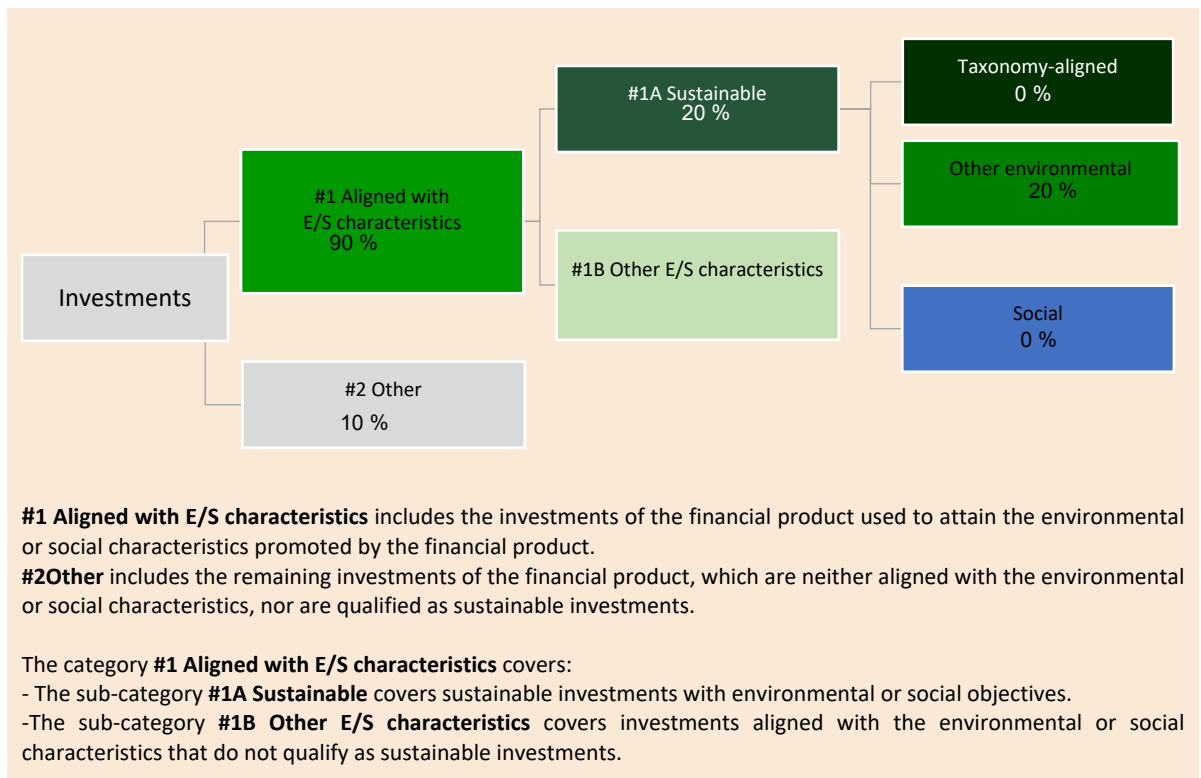 Taxonomy-aligned
0 %
#1A Sustainable
20 %
Other environmental
20 %
#1 Aligned with
E/S characteristics
90 %
#1B Other E/S characteristics
Investments
Social
0 %
#2 Other
10 %
#1 Aligned with E/S characteristics includes the investments of the financial product used to attain the environmental
or social characteristics promoted by the financial product.
#2Other includes the remaining investments of the financial product, which are neither aligned with the environmental
or social characteristics, nor are qualified as sustainable investments.
The category #1 Aligned with E/S characteristics covers:
- The sub-category #1A Sustainable covers sustainable investments with environmental or social objectives.
-The sub-category #1B Other E/S characteristics covers investments aligned with the environmental or social
characteristics that do not qualify as sustainable investments.